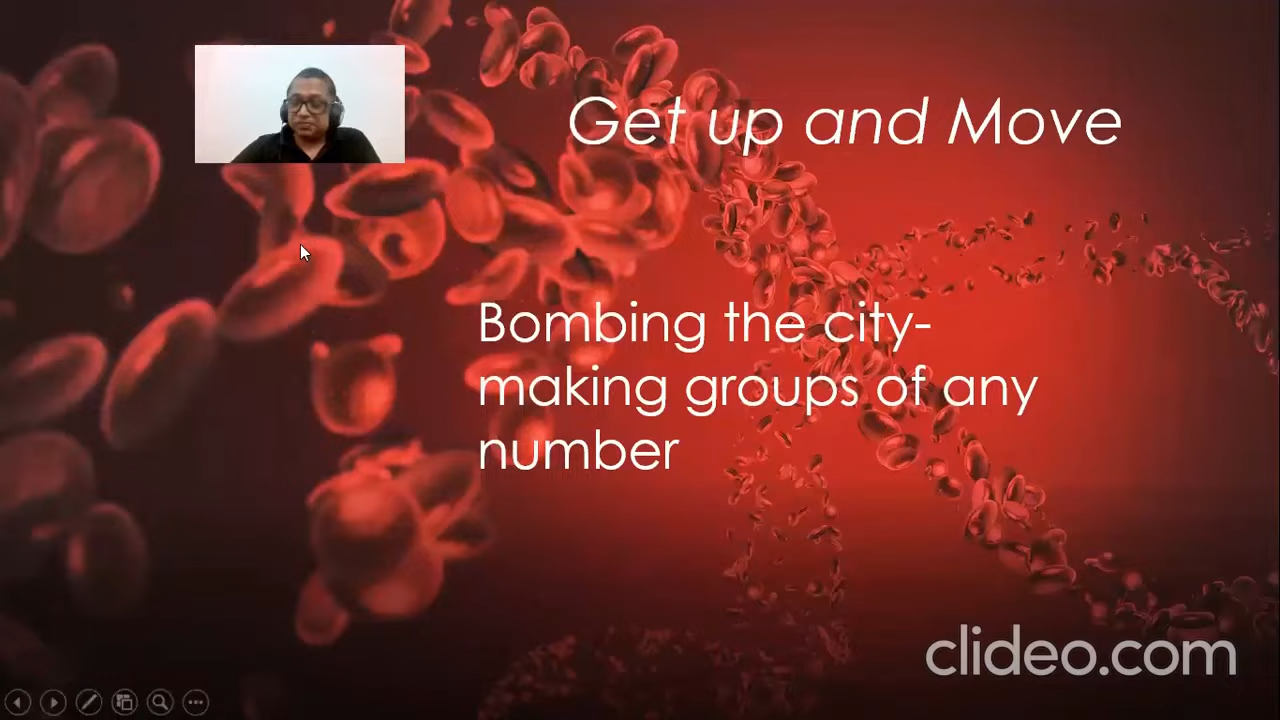 Get up and Move
Bombing the city-
making groups of any
number
clideo.com